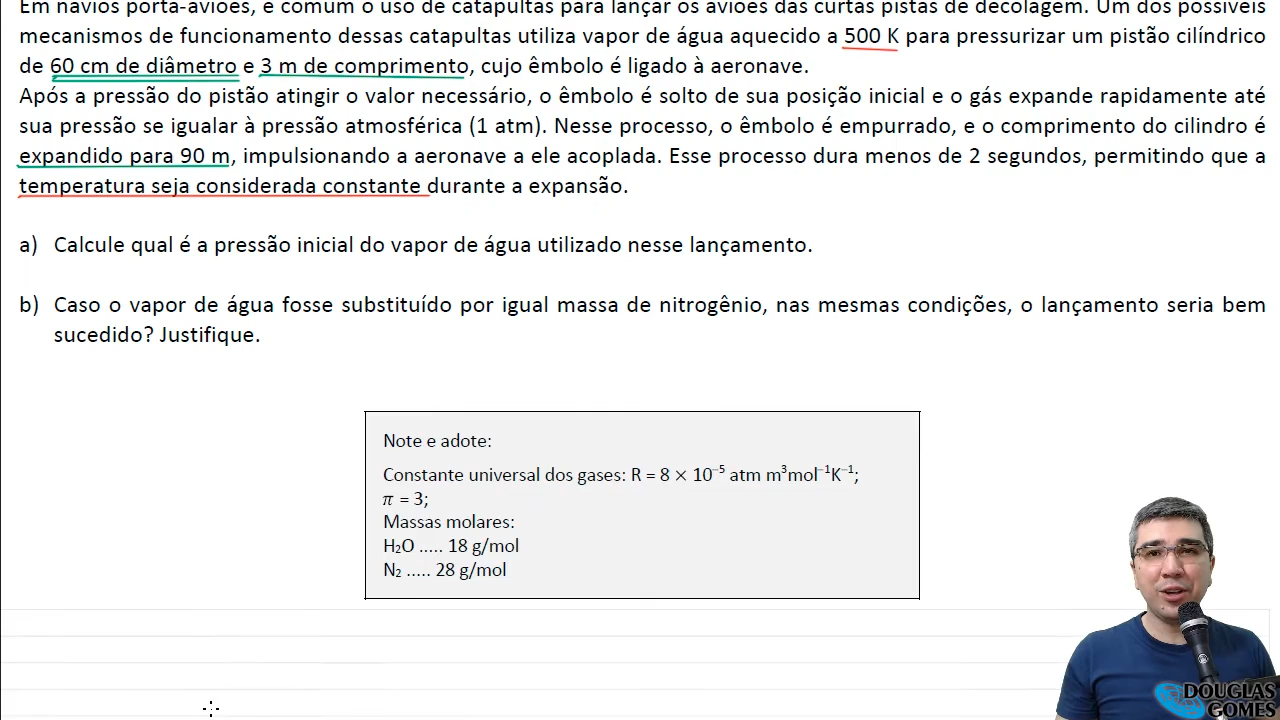 Em navios porta-aviões, é comum o uso de catapultas para lançar os aviões das curtas pistas de decolagem. Um dos possíveis
mecanismos de funcionamento dessas catapultas utiliza vapor de água aquecido a 500 K para pressurizar um pistão cilíndrico
de 60 cm de diâmetro e 3 m de comprimento, cujo êmbolo é ligado à aeronave.
Após a pressão do pistão atingir o valor necessário, o êmbolo é solto de sua posição inicial e o gás expande rapidamente até
sua pressão se igualar à pressão atmosférica (1 atm). Nesse processo, o êmbolo é empurrado, e o comprimento do cilindro é
expandido para 90 m, impulsionando a aeronave a ele acoplada. Esse processo dura menos de 2 segundos, permitindo que a
temperatura seja considerada constante durante a expansão.
a) Calcule qual é a pressão inicial do vapor de água utilizado nesse lançamento.
b) Caso o vapor de água fosse substituído por igual massa de nitrogênio, nas mesmas condições, o lançamento seria bem
sucedido? Justifique.
Note e adote:
Constante universal dos gases: R = 8 × 10⁻⁵ atm m³mol⁻¹K⁻¹;
π = 3;
Massas molares:
H₂O ..... 18 g/mol
N₂ ..... 28 g/mol
DOUGLAS
GOMES